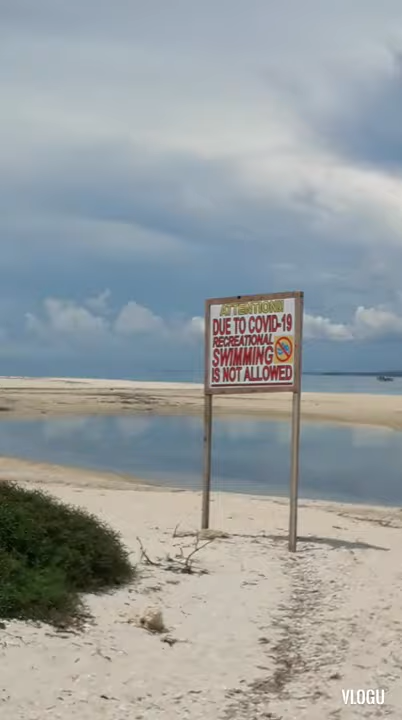 ATTENTION!!
DUE TO COVID-19
RECREATIONAL
SWIMMING
IS NOT ALLOWED
VLOGU